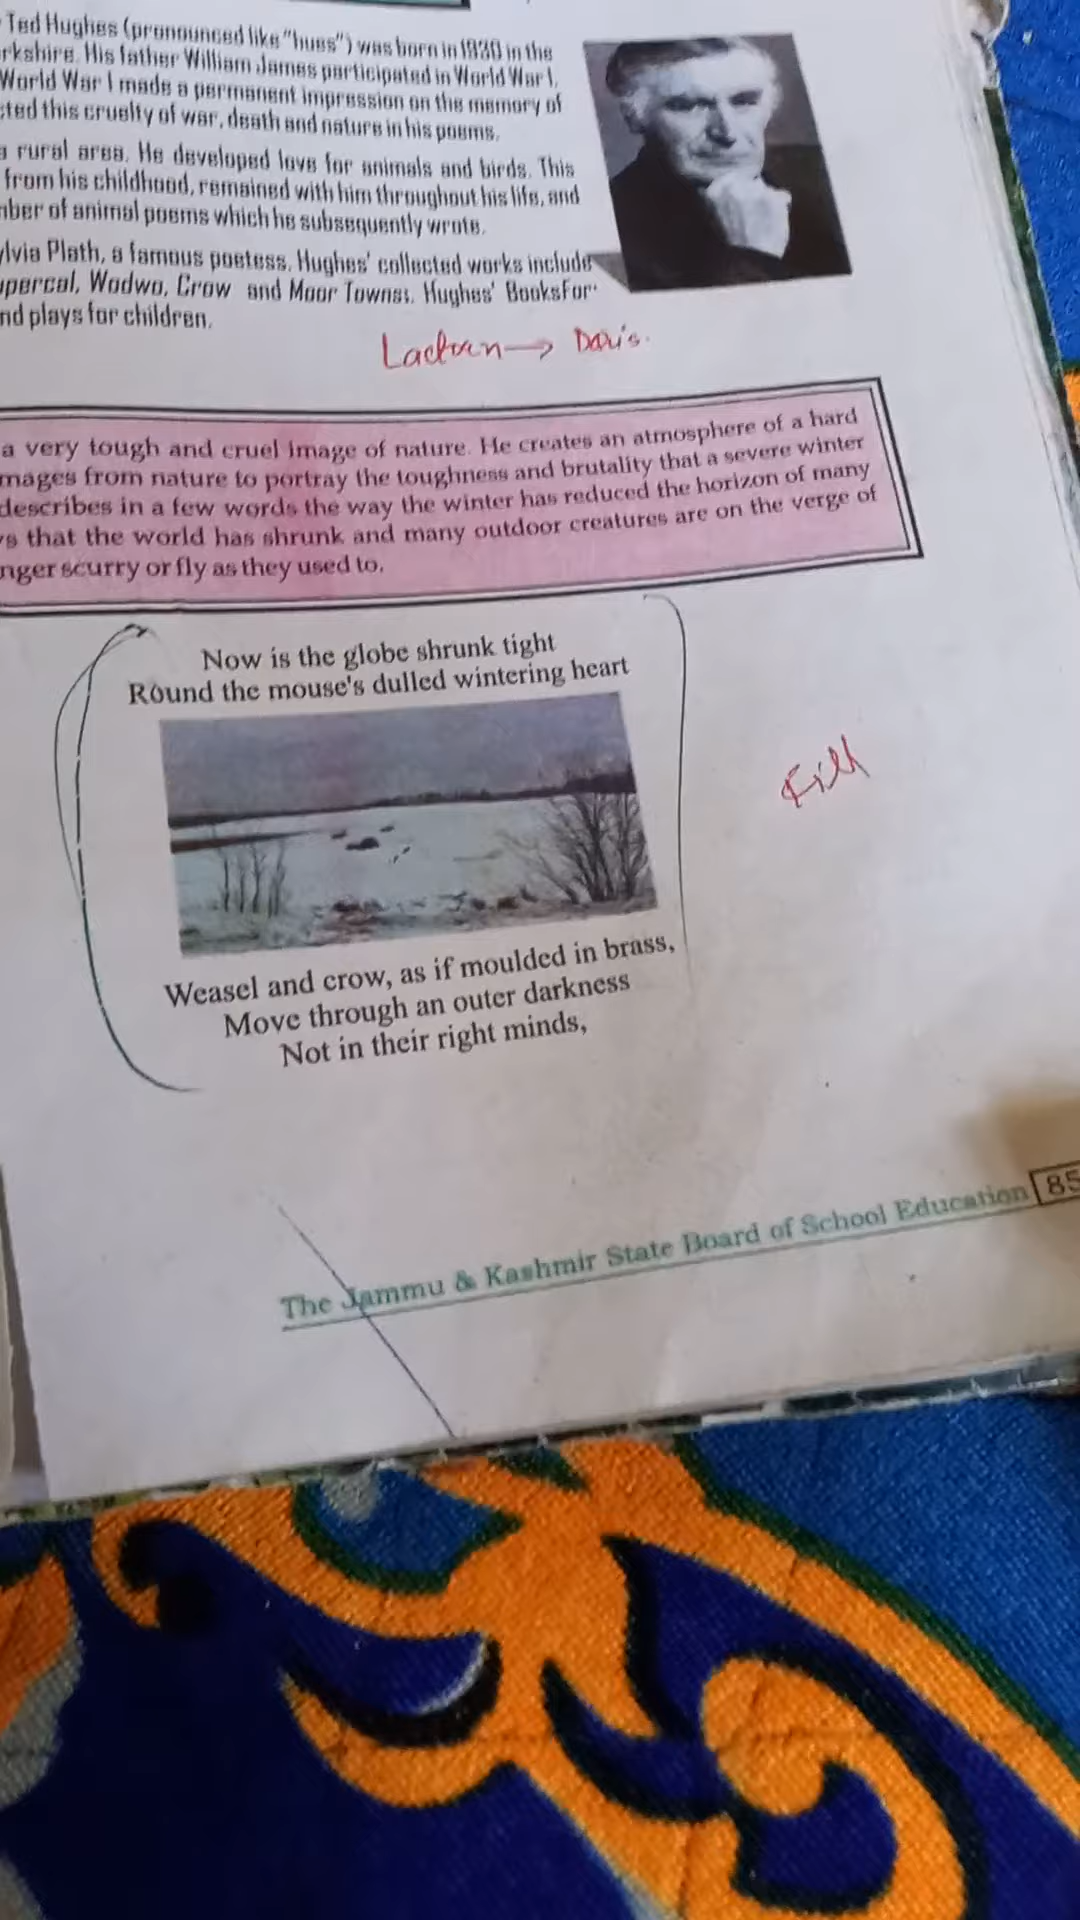 Ted Hughes (pronounced like "hues") was born in 1930 in the
rkshire. His father William James participated in World War I.
World War I made a permanent impression on the memory of
cted this cruelty of war, death and nature in his poems.
a rural area. He developed love for animals and birds. This
from his childhood, remained with him throughout his life, and
mber of animal poems which he subsequently wrote.
ylvia Plath, a famous poetess. Hughes' collected works include
upercal, Wodwo, Crow and Moor Towns. Hughes' BooksFor
nd plays for children.
a very tough and cruel image of nature. He creates an atmosphere of a hard
mages from nature to portray the toughness and brutality that a severe winter
describes in a few words the way the winter has reduced the horizon of many
s that the world has shrunk and many outdoor creatures are on the verge of
nger scurry or fly as they used to.
Now is the globe shrunk tight
Round the mouse's dulled wintering heart
Weasel and crow, as if moulded in brass,
Move through an outer darkness
Not in their right minds,
The Jammu & Kashmir State Board of School Education 85